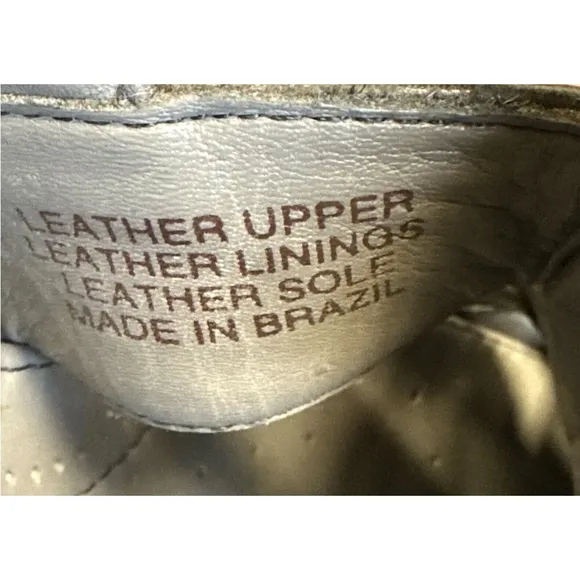 LEATHER UPPER
LEATHER LININGS
LEATHER SOLE
MADE IN BRAZIL